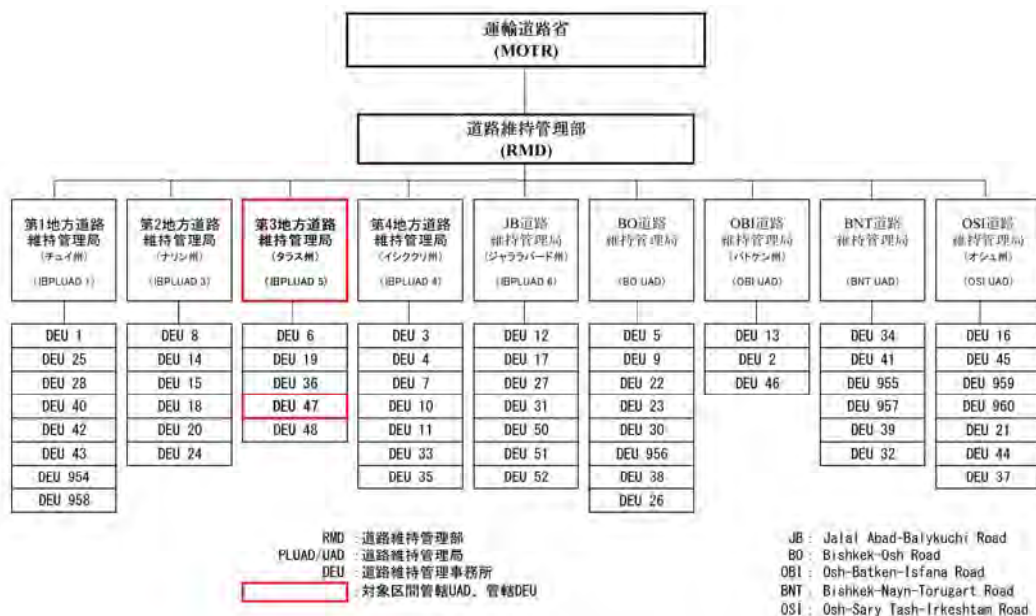 運輸道路省
(MOTR)
道路維持管理部
(RMD)
第1地方道路
維持管理局
(チュイ州)
(旧PLUAD 1)
DEU 1
DEU 25
DEU 28
DEU 40
DEU 42
DEU 43
DEU 954
DEU 958
第2地方道路
維持管理局
(ナリン州)
(旧PLUAD 3)
DEU 8
DEU 14
DEU 15
DEU 18
DEU 20
DEU 24
第3地方道路
維持管理局
(タラス州)
(旧PLUAD 5)
DEU 6
DEU 19
DEU 36
DEU 47
DEU 48
第4地方道路
維持管理局
(イシククリ州)
(旧PLUAD 4)
DEU 3
DEU 4
DEU 7
DEU 10
DEU 11
DEU 33
DEU 35
JB道路
維持管理局
(ジャララバード州)
(旧PLUAD 6)
DEU 12
DEU 17
DEU 27
DEU 31
DEU 50
DEU 51
DEU 52
BO道路
維持管理局
(BO UAD)
DEU 5
DEU 9
DEU 22
DEU 23
DEU 30
DEU 956
DEU 38
DEU 26
OBI道路
維持管理局
(バトケン州)
(OBI UAD)
DEU 13
DEU 2
DEU 46
BNT道路
維持管理局
(BNT UAD)
DEU 34
DEU 41
DEU 955
DEU 957
DEU 39
DEU 32
OSI道路
維持管理局
(オシュ州)
(OSI UAD)
DEU 16
DEU 45
DEU 959
DEU 960
DEU 21
DEU 44
DEU 37
RMD : 道路維持管理部
PLUAD/UAD : 道路維持管理局
DEU : 道路維持管理事務所
: 対象区間管轄UAD、管轄DEU
JB : Jalal Abad-Balykuchi Road
BO : Bishkek-Osh Road
OBI : Osh-Batken-Isfana Road
BNT : Bishkek-Nayn-Torugart Road
OSI : Osh-Sary Tash-Irkeshtam Road